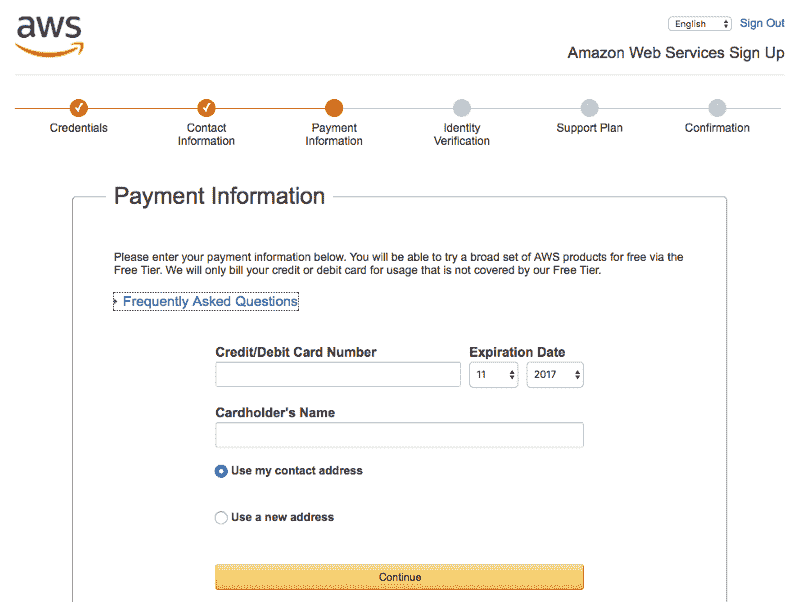 aws
English
Sign Out
Amazon Web Services Sign Up
Credentials
Contact
Information
Payment
Information
Identity
Verification
Support Plan
Confirmation
Payment Information
Please enter your payment information below. You will be able to try a broad set of AWS products for free via the
Free Tier. We will only bill your credit or debit card for usage that is not covered by our Free Tier.
Frequently Asked Questions
Credit/Debit Card Number
Expiration Date
11
2017
Cardholder's Name
Use my contact address
Use a new address
Continue